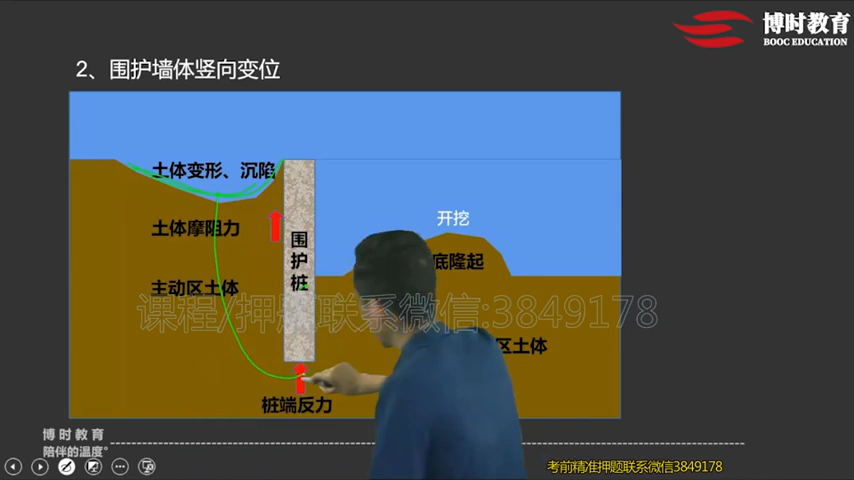 博时教育
BOOC EDUCATION
2、围护墙体竖向变位
土体变形、沉陷
土体摩阻力
开挖
围护桩
底隆起
主动区土体
课程/押题联系微信:3849178
区土体
桩端反力
博时教育
陪伴的温度°
考前精准押题联系微信3849178